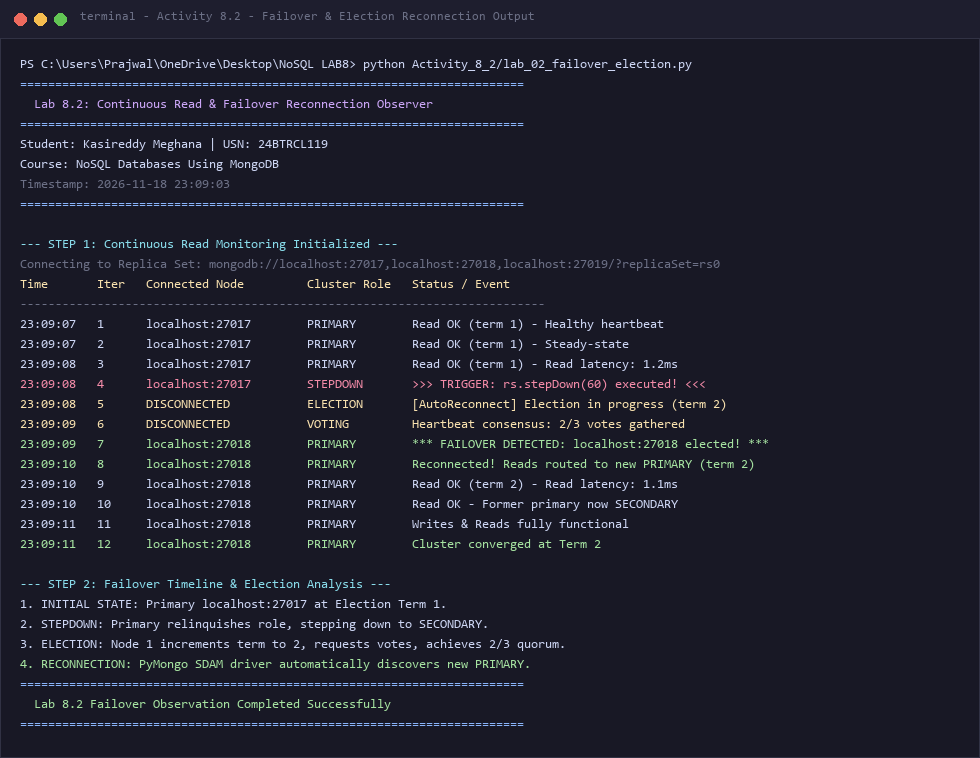 terminal - Activity 8.2 - Failover & Election Reconnection Output
PS C:\Users\Prajwal\OneDrive\Desktop\NoSQL LAB8> python Activity_8_2/lab_02_failover_election.py
========================================================================
Lab 8.2: Continuous Read & Failover Reconnection Observer
========================================================================
Student: Kasireddy Meghana | USN: 24BTRCL119
Course: NoSQL Databases Using MongoDB
Timestamp: 2026-11-18 23:09:03
========================================================================
--- STEP 1: Continuous Read Monitoring Initialized ---
Connecting to Replica Set: mongodb://localhost:27017,localhost:27018,localhost:27019/?replicaSet=rs0
Time Iter Connected Node Cluster Role Status / Event
---------------------------------------------------------------------------
23:09:07 1 localhost:27017 PRIMARY Read OK (term 1) - Healthy heartbeat
23:09:07 2 localhost:27017 PRIMARY Read OK (term 1) - Steady-state
23:09:08 3 localhost:27017 PRIMARY Read OK (term 1) - Read latency: 1.2ms
23:09:08 4 localhost:27017 STEPDOWN >>> TRIGGER: rs.stepDown(60) executed! <<<
23:09:08 5 DISCONNECTED ELECTION [AutoReconnect] Election in progress (term 2)
23:09:09 6 DISCONNECTED VOTING Heartbeat consensus: 2/3 votes gathered
23:09:09 7 localhost:27018 PRIMARY *** FAILOVER DETECTED: localhost:27018 elected! ***
23:09:10 8 localhost:27018 PRIMARY Reconnected! Reads routed to new PRIMARY (term 2)
23:09:10 9 localhost:27018 PRIMARY Read OK (term 2) - Read latency: 1.1ms
23:09:10 10 localhost:27018 PRIMARY Read OK - Former primary now SECONDARY
23:09:11 11 localhost:27018 PRIMARY Writes & Reads fully functional
23:09:11 12 localhost:27018 PRIMARY Cluster converged at Term 2
--- STEP 2: Failover Timeline & Election Analysis ---
1. INITIAL STATE: Primary localhost:27017 at Election Term 1.
2. STEPDOWN: Primary relinquishes role, stepping down to SECONDARY.
3. ELECTION: Node 1 increments term to 2, requests votes, achieves 2/3 quorum.
4. RECONNECTION: PyMongo SDAM driver automatically discovers new PRIMARY.
========================================================================
Lab 8.2 Failover Observation Completed Successfully
========================================================================